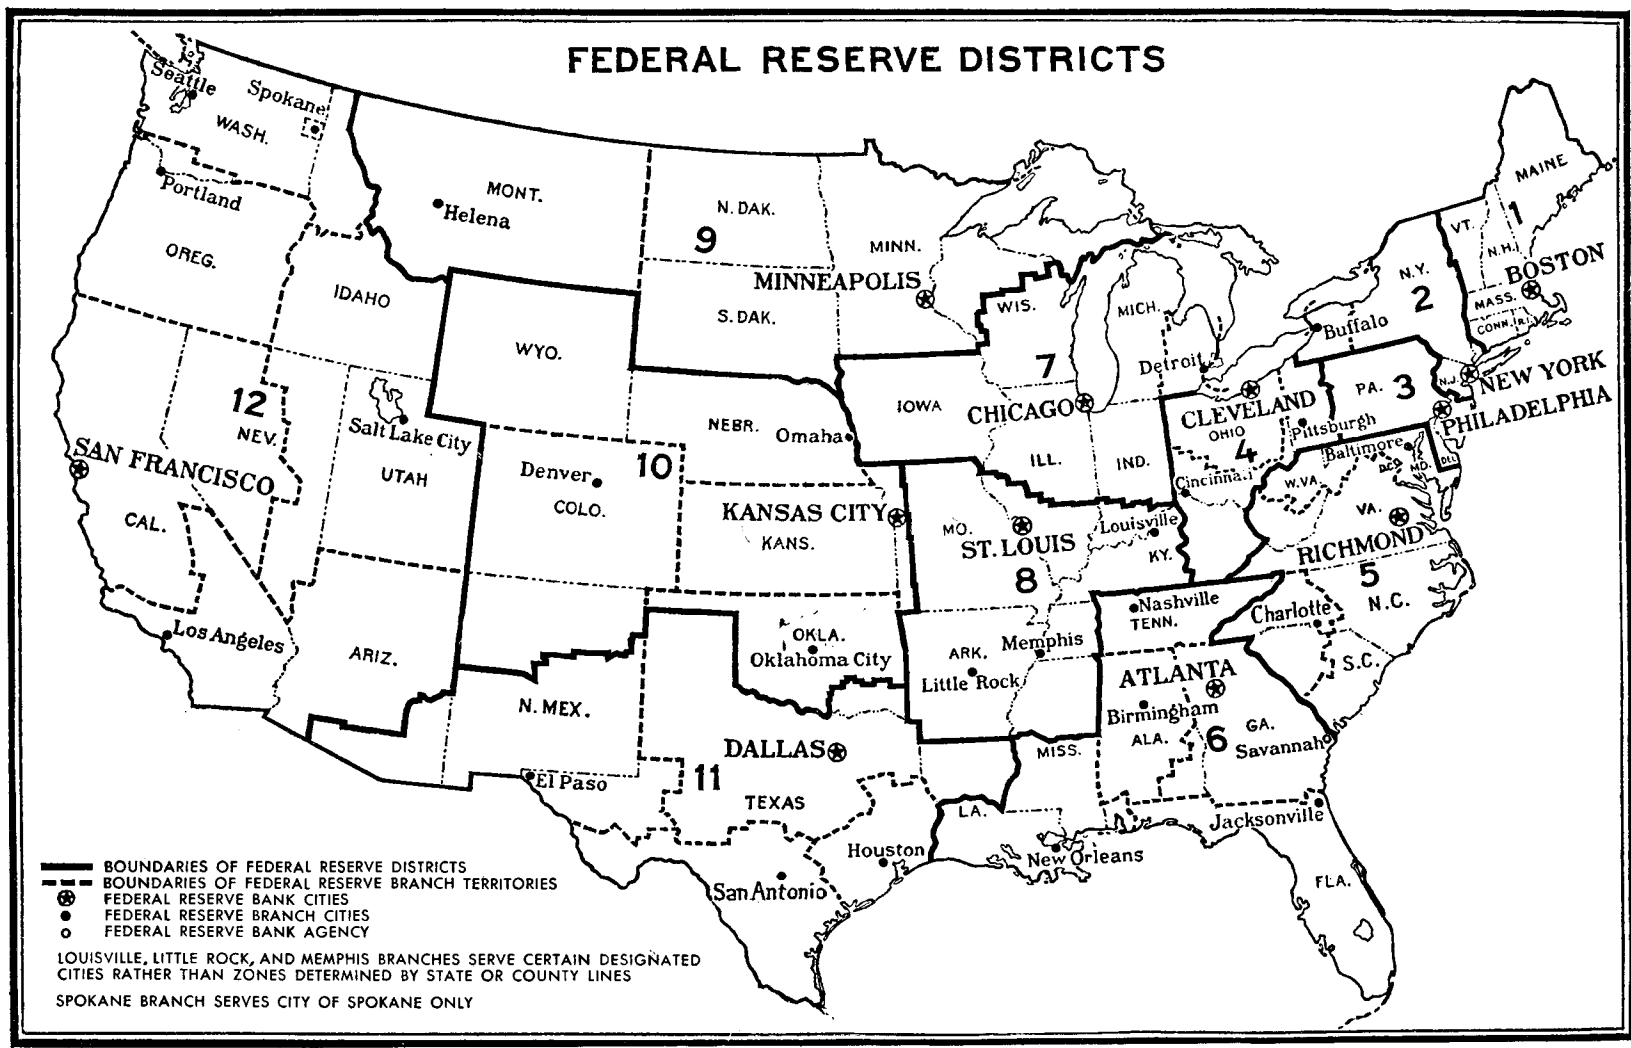 FEDERAL RESERVE DISTRICTS
Seattle
Spokane
WASH.
Portland
OREG.
IDAHO
MONT.
Helena
N. DAK.
9
S. DAK.
MINN.
MINNEAPOLIS
WIS.
MICH.
7
Detroit
CHICAGO
IOWA
ILL.
IND.
MAINE
VT.
N.H.
1
BOSTON
MASS.
CONN.
R.I.
N.Y.
2
Buffalo
NEW YORK
N.J.
PA.
3
PHILADELPHIA
CLEVELAND
OHIO
4
Pittsburgh
Cincinnati
Baltimore
D.C.
MD.
DEL.
W. VA.
VA.
RICHMOND
5
N.C.
Charlotte
S.C.
WYO.
NEBR.
Omaha
10
Denver
COLO.
KANSAS CITY
KANS.
OKLA.
Oklahoma City
12
NEV.
SAN FRANCISCO
CAL.
Los Angeles
Salt Lake City
UTAH
ARIZ.
N. MEX.
El Paso
MO.
ST. LOUIS
8
Louisville
KY.
ARK.
Little Rock
Memphis
Nashville
TENN.
ATLANTA
Birmingham
ALA.
6
GA.
Savannah
Jacksonville
FLA.
MISS.
LA.
New Orleans
DALLAS
11
TEXAS
Houston
San Antonio
BOUNDARIES OF FEDERAL RESERVE DISTRICTS
BOUNDARIES OF FEDERAL RESERVE BRANCH TERRITORIES
FEDERAL RESERVE BANK CITIES
FEDERAL RESERVE BRANCH CITIES
FEDERAL RESERVE BANK AGENCY
LOUISVILLE, LITTLE ROCK, AND MEMPHIS BRANCHES SERVE CERTAIN DESIGNATED
CITIES RATHER THAN ZONES DETERMINED BY STATE OR COUNTY LINES
SPOKANE BRANCH SERVES CITY OF SPOKANE ONLY